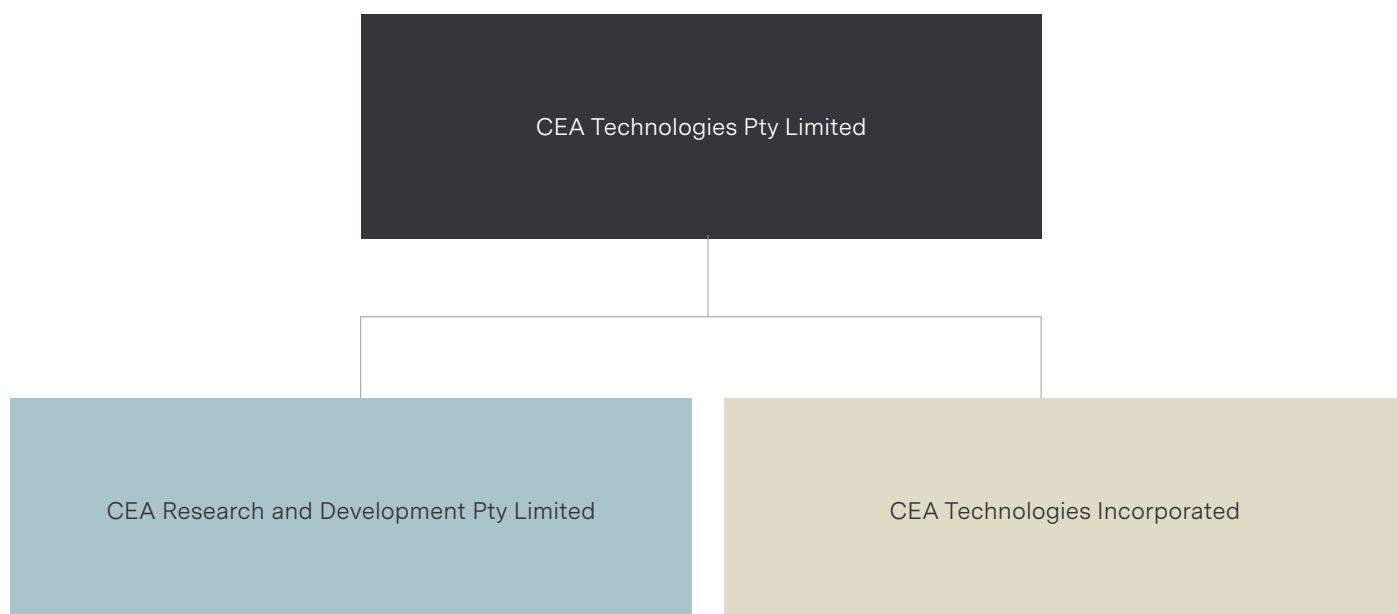 CEA Technologies Pty Limited
CEA Research and Development Pty Limited
CEA Technologies Incorporated